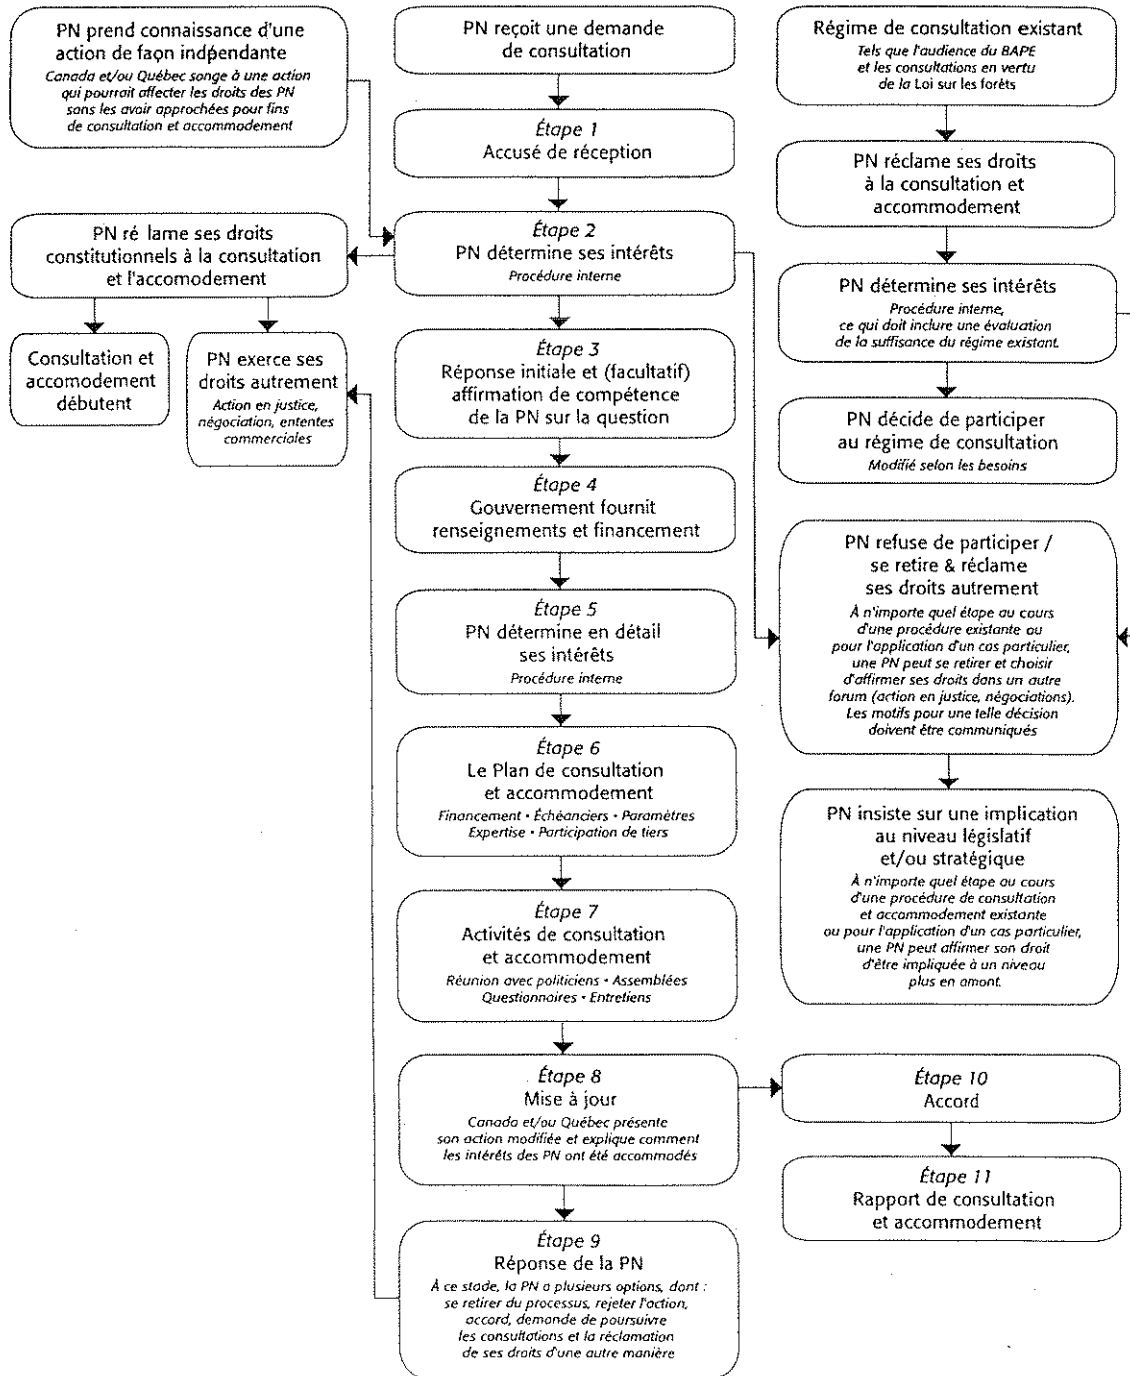 PN prend connaissance d'une
action de façon indépendante
Canada et/ou Québec songe à une action
qui pourrait affecter les droits des PN
sans les avoir approchées pour fins
de consultation et accommodement
PN reçoit une demande
de consultation
Régime de consultation existant
Tels que l'audience du BAPE
et les consultations en vertu
de la Loi sur les forêts
Étape 1
Accusé de réception
PN réclame ses droits
à la consultation et
accommodement
PN ré lame ses droits
constitutionnels à la consultation
et l'accomodement
Étape 2
PN détermine ses intérêts
Procédure interne
PN détermine ses intérêts
Procédure interne,
ce qui doit inclure une évaluation
de la suffisance du régime existant.
Consultation et
accomodement
débutent
PN exerce ses
droits autrement
Action en justice,
négociation, ententes
commerciales
Étape 3
Réponse initiale et (facultatif)
affirmation de compétence
de la PN sur la question
PN décide de participer
au régime de consultation
Modifié selon les besoins
Étape 4
Gouvernement fournit
renseignements et financement
PN refuse de participer /
se retire & réclame
ses droits autrement
À n'importe quel étape au cours
d'une procédure existante ou
pour l'application d'un cas particulier,
une PN peut se retirer et choisir
d'affirmer ses droits dans un autre
forum (action en justice, négociations).
Les motifs pour une telle décision
doivent être communiqués
Étape 5
PN détermine en détail
ses intérêts
Procédure interne
Étape 6
Le Plan de consultation
et accommodement
Financement • Échéanciers • Paramètres
Expertise • Participation de tiers
PN insiste sur une implication
au niveau législatif
et/ou stratégique
À n'importe quel étape au cours
d'une procédure de consultation
et accommodement existante
ou pour l'application d'un cas particulier,
une PN peut affirmer son droit
d'être impliquée à un niveau
plus en amont.
Étape 7
Activités de consultation
et accommodement
Réunion avec politiciens • Assemblées
Questionnaires • Entretiens
Étape 8
Mise à jour
Canada et/ou Québec présente
son action modifiée et explique comment
les intérêts des PN ont été accommodés
Étape 10
Accord
Étape 11
Rapport de consultation
et accommodement
Étape 9
Réponse de la PN
À ce stade, la PN a plusieurs options, dont :
se retirer du processus, rejeter l'action,
accord, demande de poursuivre
les consultations et la réclamation
de ses droits d'une autre manière